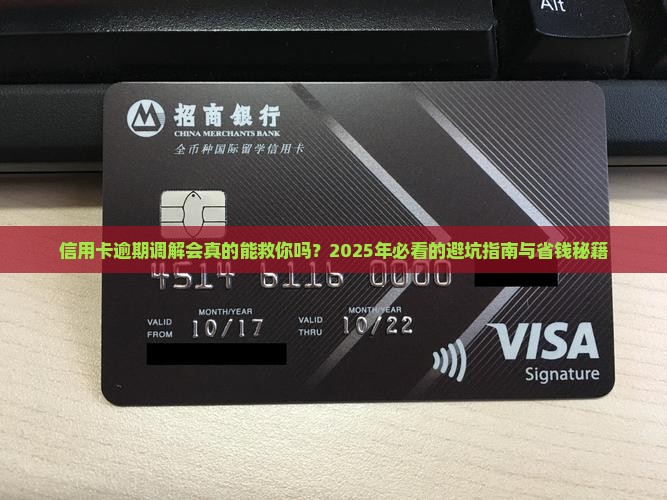 Alt
招商銀行
CHINA MERCHANTS BANK
全币种国际留学信用卡
信用卡逾期调解会真的能救你吗？2025年必看的避坑指南与省钱秘籍
4514 6116 0000
MONTH/YEAR MONTH/YEAR
VALID FROM 10/17 VALID THRU 10/22
VISA
Signature